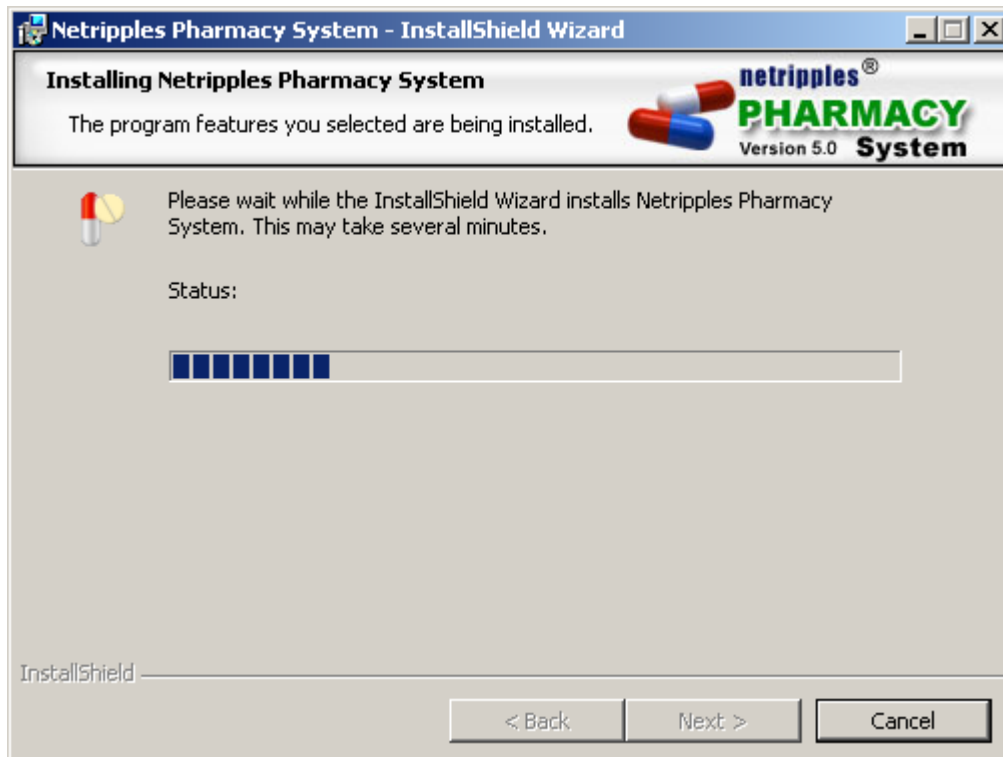 Netripples Pharmacy System - InstallShield Wizard
Installing Netripples Pharmacy System
The program features you selected are being installed.
netripples®
PHARMACY
Version 5.0 System
Please wait while the InstallShield Wizard installs Netripples Pharmacy
System. This may take several minutes.
Status:
InstallShield
< Back
Next >
Cancel